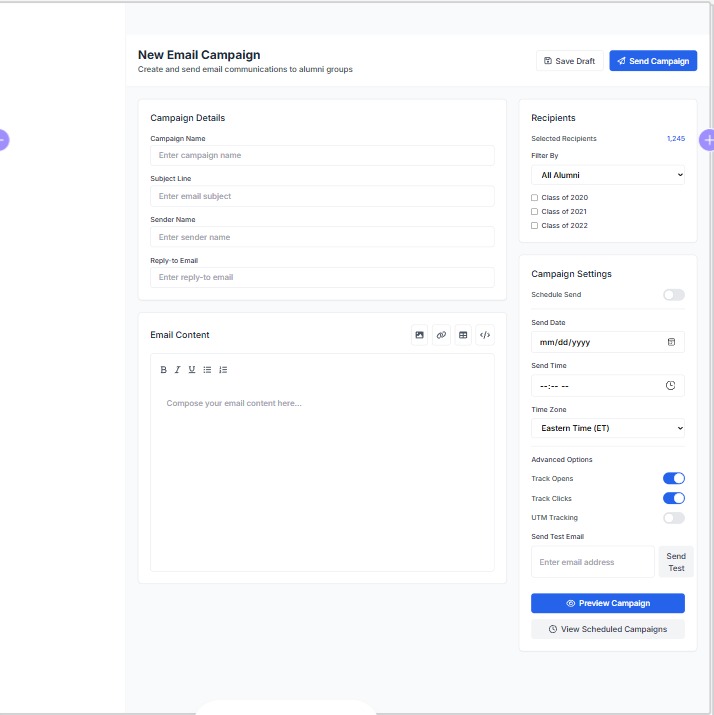 New Email Campaign
Create and send email communications to alumni groups
Save Draft
Send Campaign
Campaign Details
Campaign Name
Enter campaign name
Subject Line
Enter email subject
Sender Name
Enter sender name
Reply-to Email
Enter reply-to email
Email Content
B I U
Compose your email content here...
Recipients
Selected Recipients 1,245
Filter By
All Alumni
Class of 2020
Class of 2021
Class of 2022
Campaign Settings
Schedule Send
Send Date
mm/dd/yyyy
Send Time
--:-- --
Time Zone
Eastern Time (ET)
Advanced Options
Track Opens
Track Clicks
UTM Tracking
Send Test Email
Enter email address
Send
Test
Preview Campaign
View Scheduled Campaigns